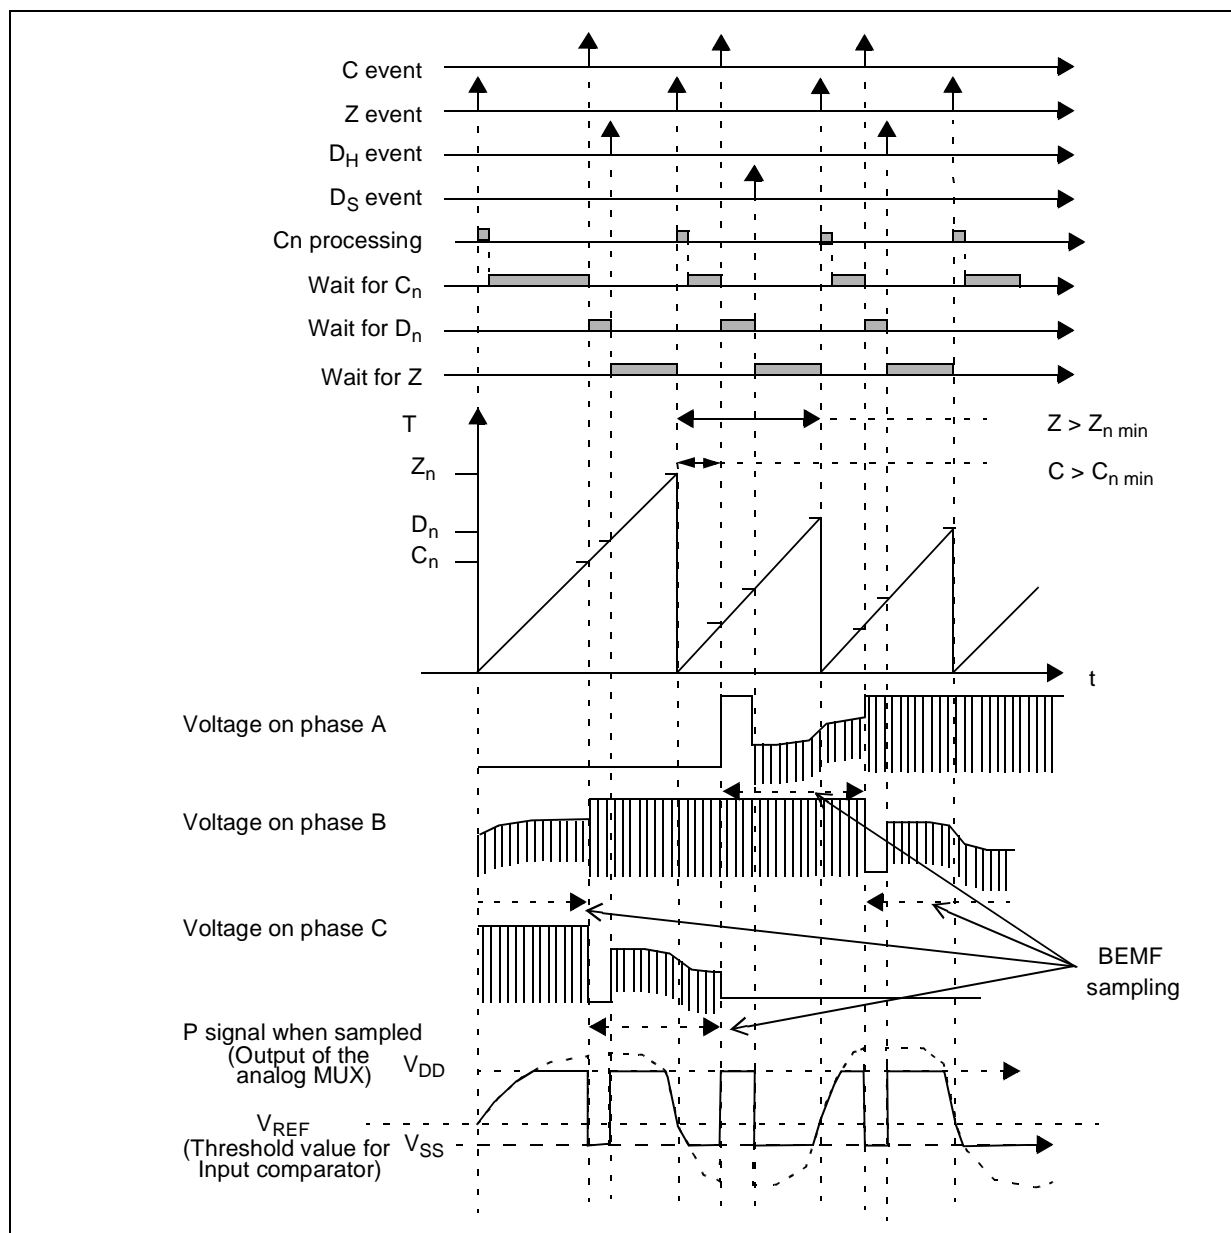 C event
Z event
D_H event
D_S event
Cn processing
Wait for C_n
Wait for D_n
Wait for Z
T
Z > Z_n min
Z_n
C > C_n min
D_n
C_n
t
Voltage on phase A
Voltage on phase B
Voltage on phase C
BEMF
sampling
P signal when sampled
(Output of the
analog MUX)
V_DD
V_REF
(Threshold value for
Input comparator)
V_SS